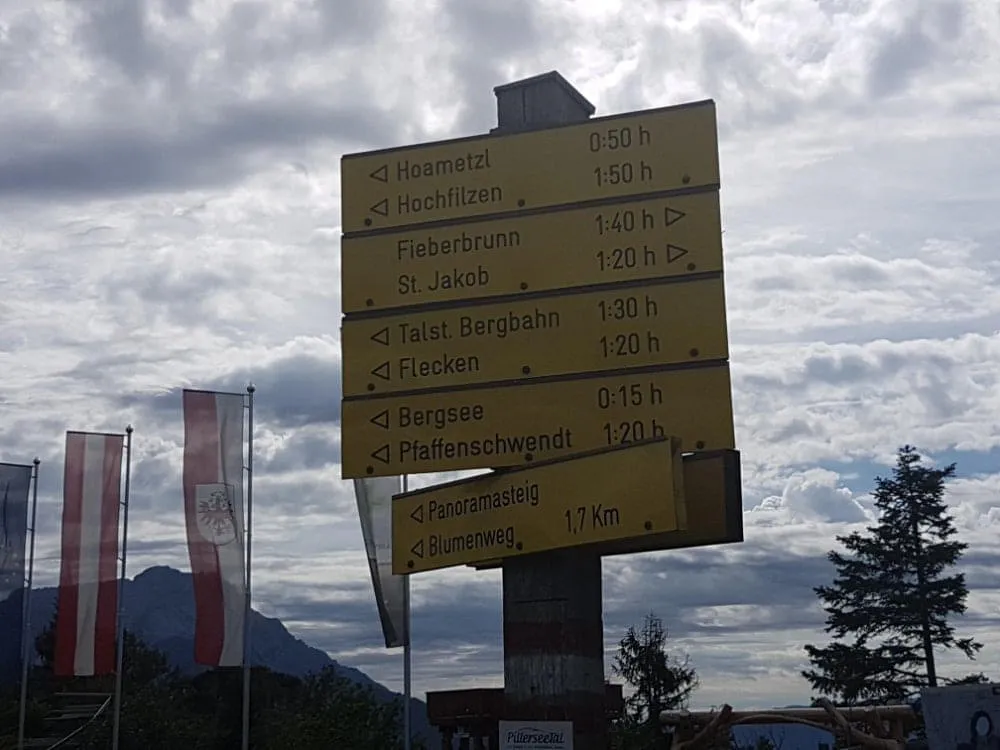 Hoametzl 0:50 h
Hochfilzen 1:50 h
Fieberbrunn 1:40 h
St. Jakob 1:20 h
Talst. Bergbahn 1:30 h
Flecken 1:20 h
Bergsee 0:15 h
Pfaffenschwendt 1:20 h
Panoramasteig
Blumenweg 1,7 Km
PillerseeTal